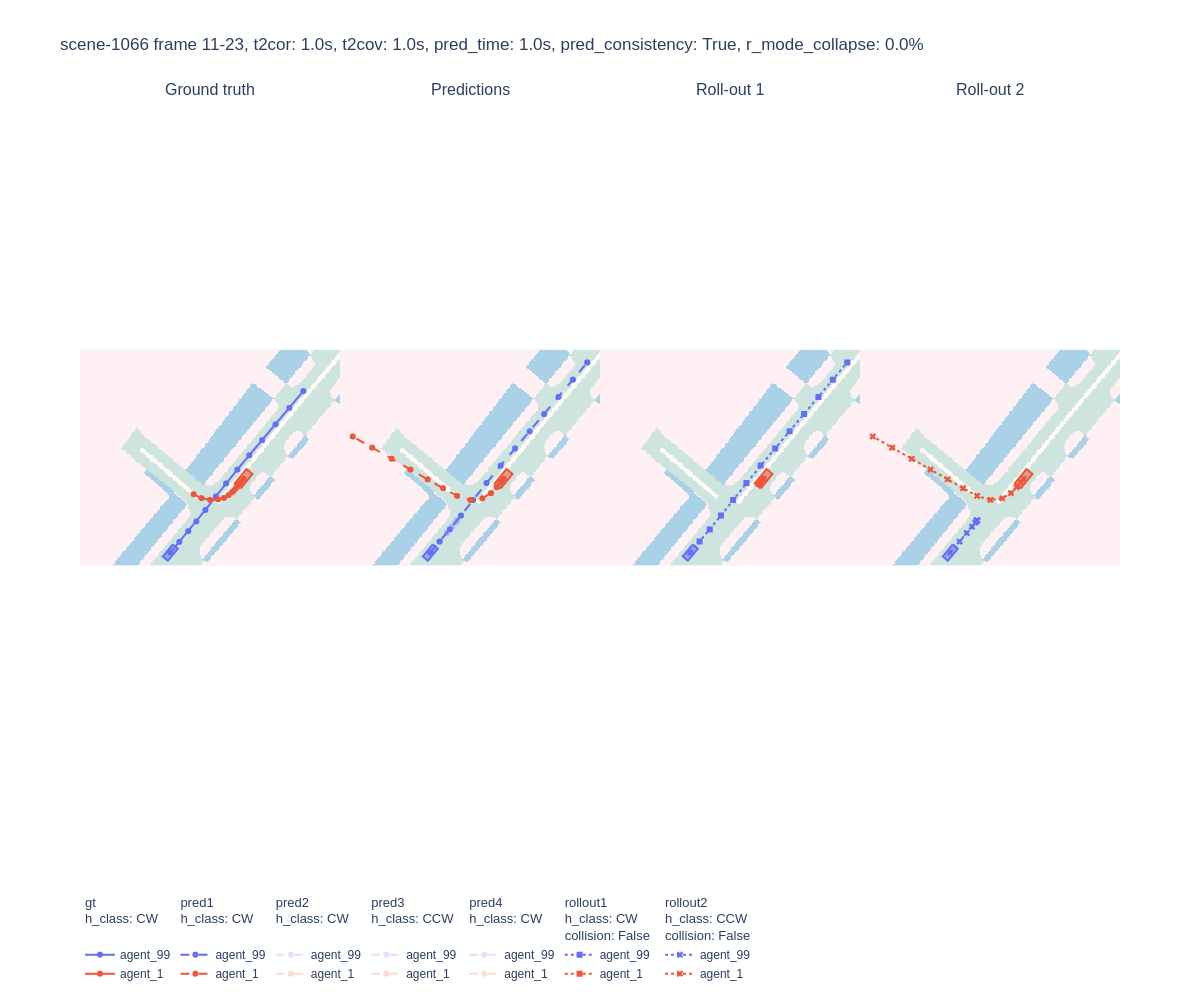 scene-1066 frame 11-23, t2cor: 1.0s, t2cov: 1.0s, pred_time: 1.0s, pred_consistency: True, r_mode_collapse: 0.0%
Ground truth
Predictions
Roll-out 1
Roll-out 2
gt
h_class: CW
agent_99
agent_1
pred1
h_class: CW
agent_99
agent_1
pred2
h_class: CW
agent_99
agent_1
pred3
h_class: CCW
agent_99
agent_1
pred4
h_class: CW
agent_99
agent_1
rollout1
h_class: CW
collision: False
agent_99
agent_1
rollout2
h_class: CCW
collision: False
agent_99
agent_1